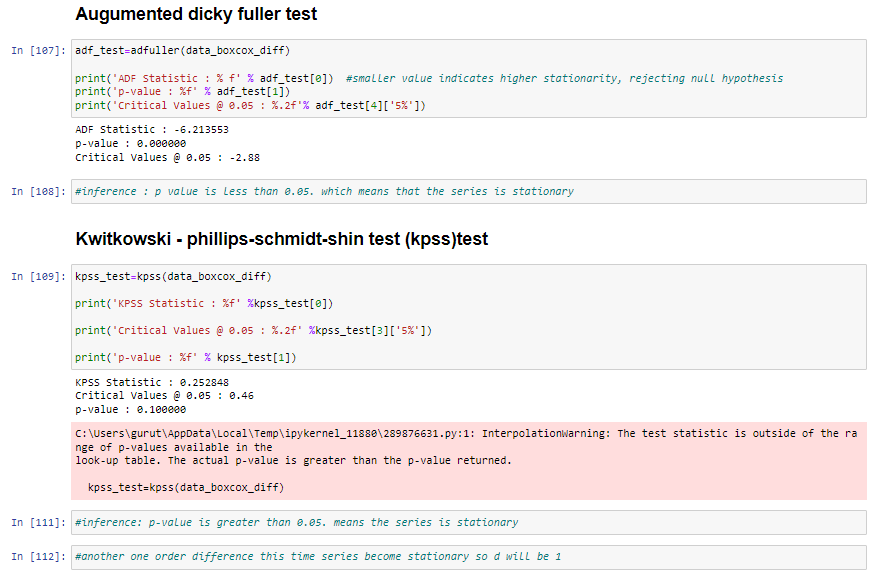 Augumented dicky fuller test
In [107]: adf_test=adfuller(data_boxcox_diff)
print('ADF Statistic : % f' % adf_test[0])  #smaller value indicates higher stationarity, rejecting null hypothesis
print('p-value : %f' % adf_test[1])
print('Critical Values @ 0.05 : %.2f'% adf_test[4]['5%'])
ADF Statistic : -6.213553
p-value : 0.000000
Critical Values @ 0.05 : -2.88
In [108]: #inference : p value is less than 0.05. which means that the series is stationary
Kwitkowski - phillips-schmidt-shin test (kpss)test
In [109]: kpss_test=kpss(data_boxcox_diff)
print('KPSS Statistic : %f' %kpss_test[0])
print('Critical Values @ 0.05 : %.2f' %kpss_test[3]['5%'])
print('p-value : %f' % kpss_test[1])
KPSS Statistic : 0.252848
Critical Values @ 0.05 : 0.46
p-value : 0.100000
C:\Users\gurut\AppData\Local\Temp\ipykernel_11880\289876631.py:1: InterpolationWarning: The test statistic is outside of the ra
nge of p-values available in the
look-up table. The actual p-value is greater than the p-value returned.
kpss_test=kpss(data_boxcox_diff)
In [111]: #inference: p-value is greater than 0.05. means the series is stationary
In [112]: #another one order difference this time series become stationary so d will be 1